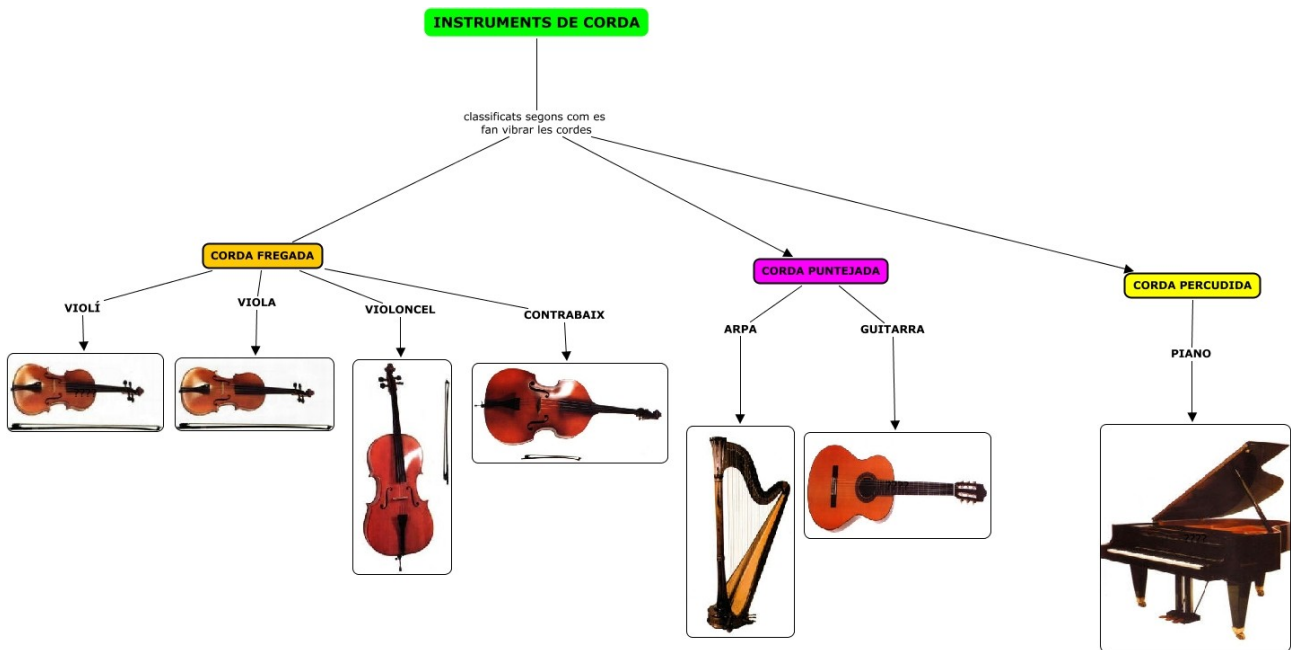 INSTRUMENTS DE CORDA
classificats segons com es
fan vibrar les cordes
CORDA FREGADA
CORDA PUNTEJADA
CORDA PERCUDIDA
VIOLÍ
VIOLA
VIOLONCEL
CONTRABAIX
ARPA
GUITARRA
PIANO